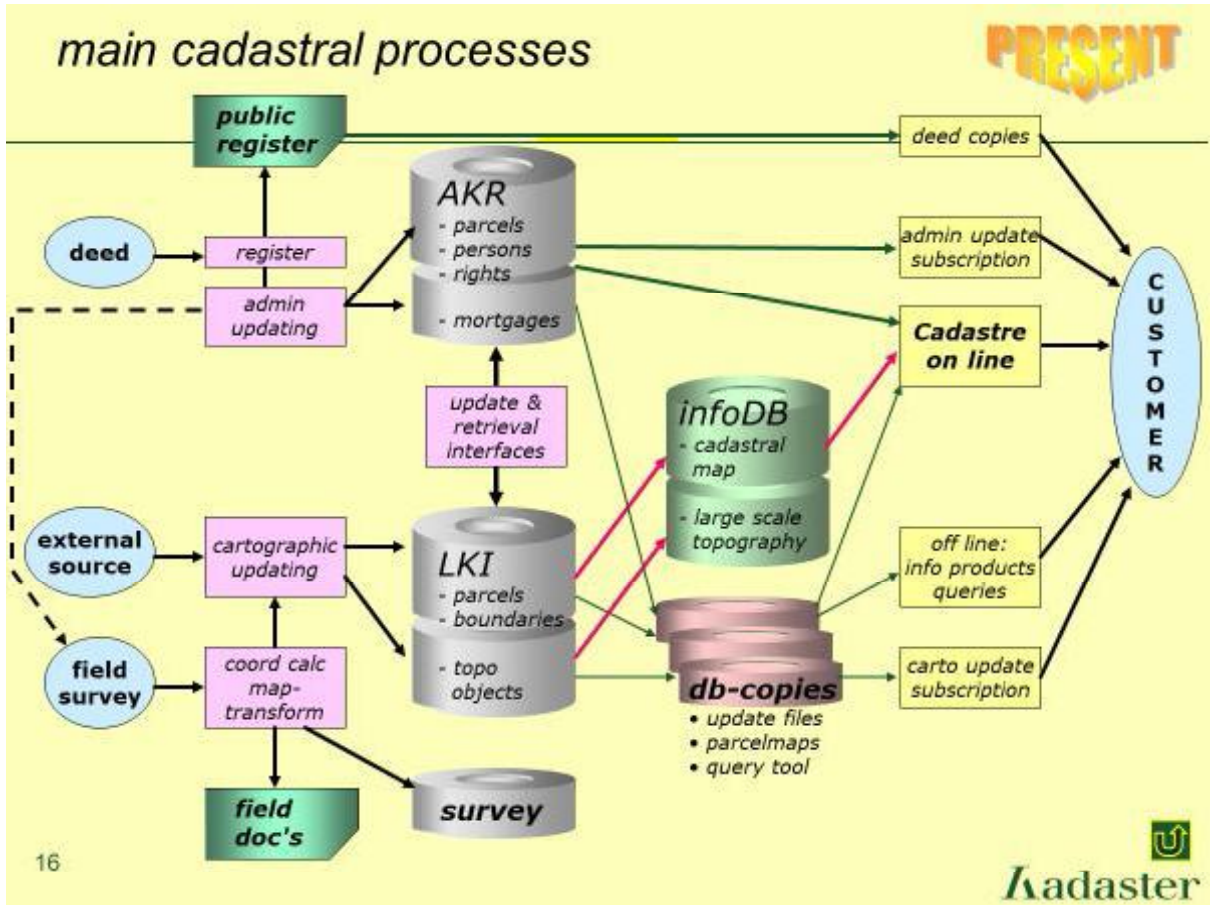 main cadastral processes
PRESENT
public
register
deed copies
AKR
- parcels
- persons
- rights
- mortgages
deed
register
admin
updating
admin update
subscription
Cadastre
on line
CUSTOMER
update &
retrieval
interfaces
infoDB
- cadastral
map
- large scale
topography
external
source
cartographic
updating
LKI
- parcels
- boundaries
- topo
objects
off line:
info products
queries
field
survey
coord calc
map-
transform
db-copies
• update files
• parcelmaps
• query tool
carto update
subscription
field
doc's
survey
16
Kadaster